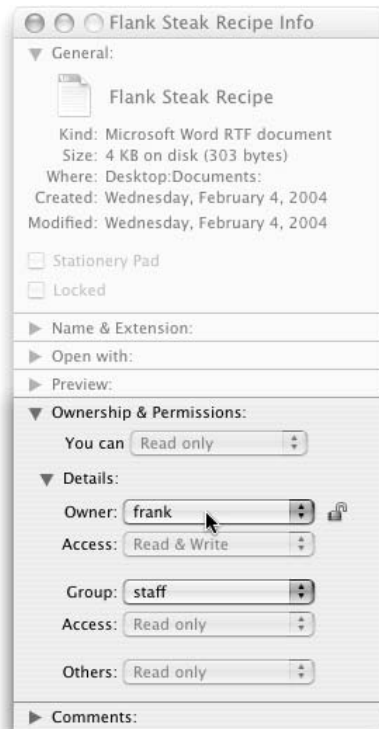 Flank Steak Recipe Info
General:
Flank Steak Recipe
Kind: Microsoft Word RTF document
Size: 4 KB on disk (303 bytes)
Where: Desktop:Documents:
Created: Wednesday, February 4, 2004
Modified: Wednesday, February 4, 2004
Stationery Pad
Locked
Name & Extension:
Open with:
Preview:
Ownership & Permissions:
You can Read only
Details:
Owner: frank
Access: Read & Write
Group: staff
Access: Read only
Others: Read only
Comments: